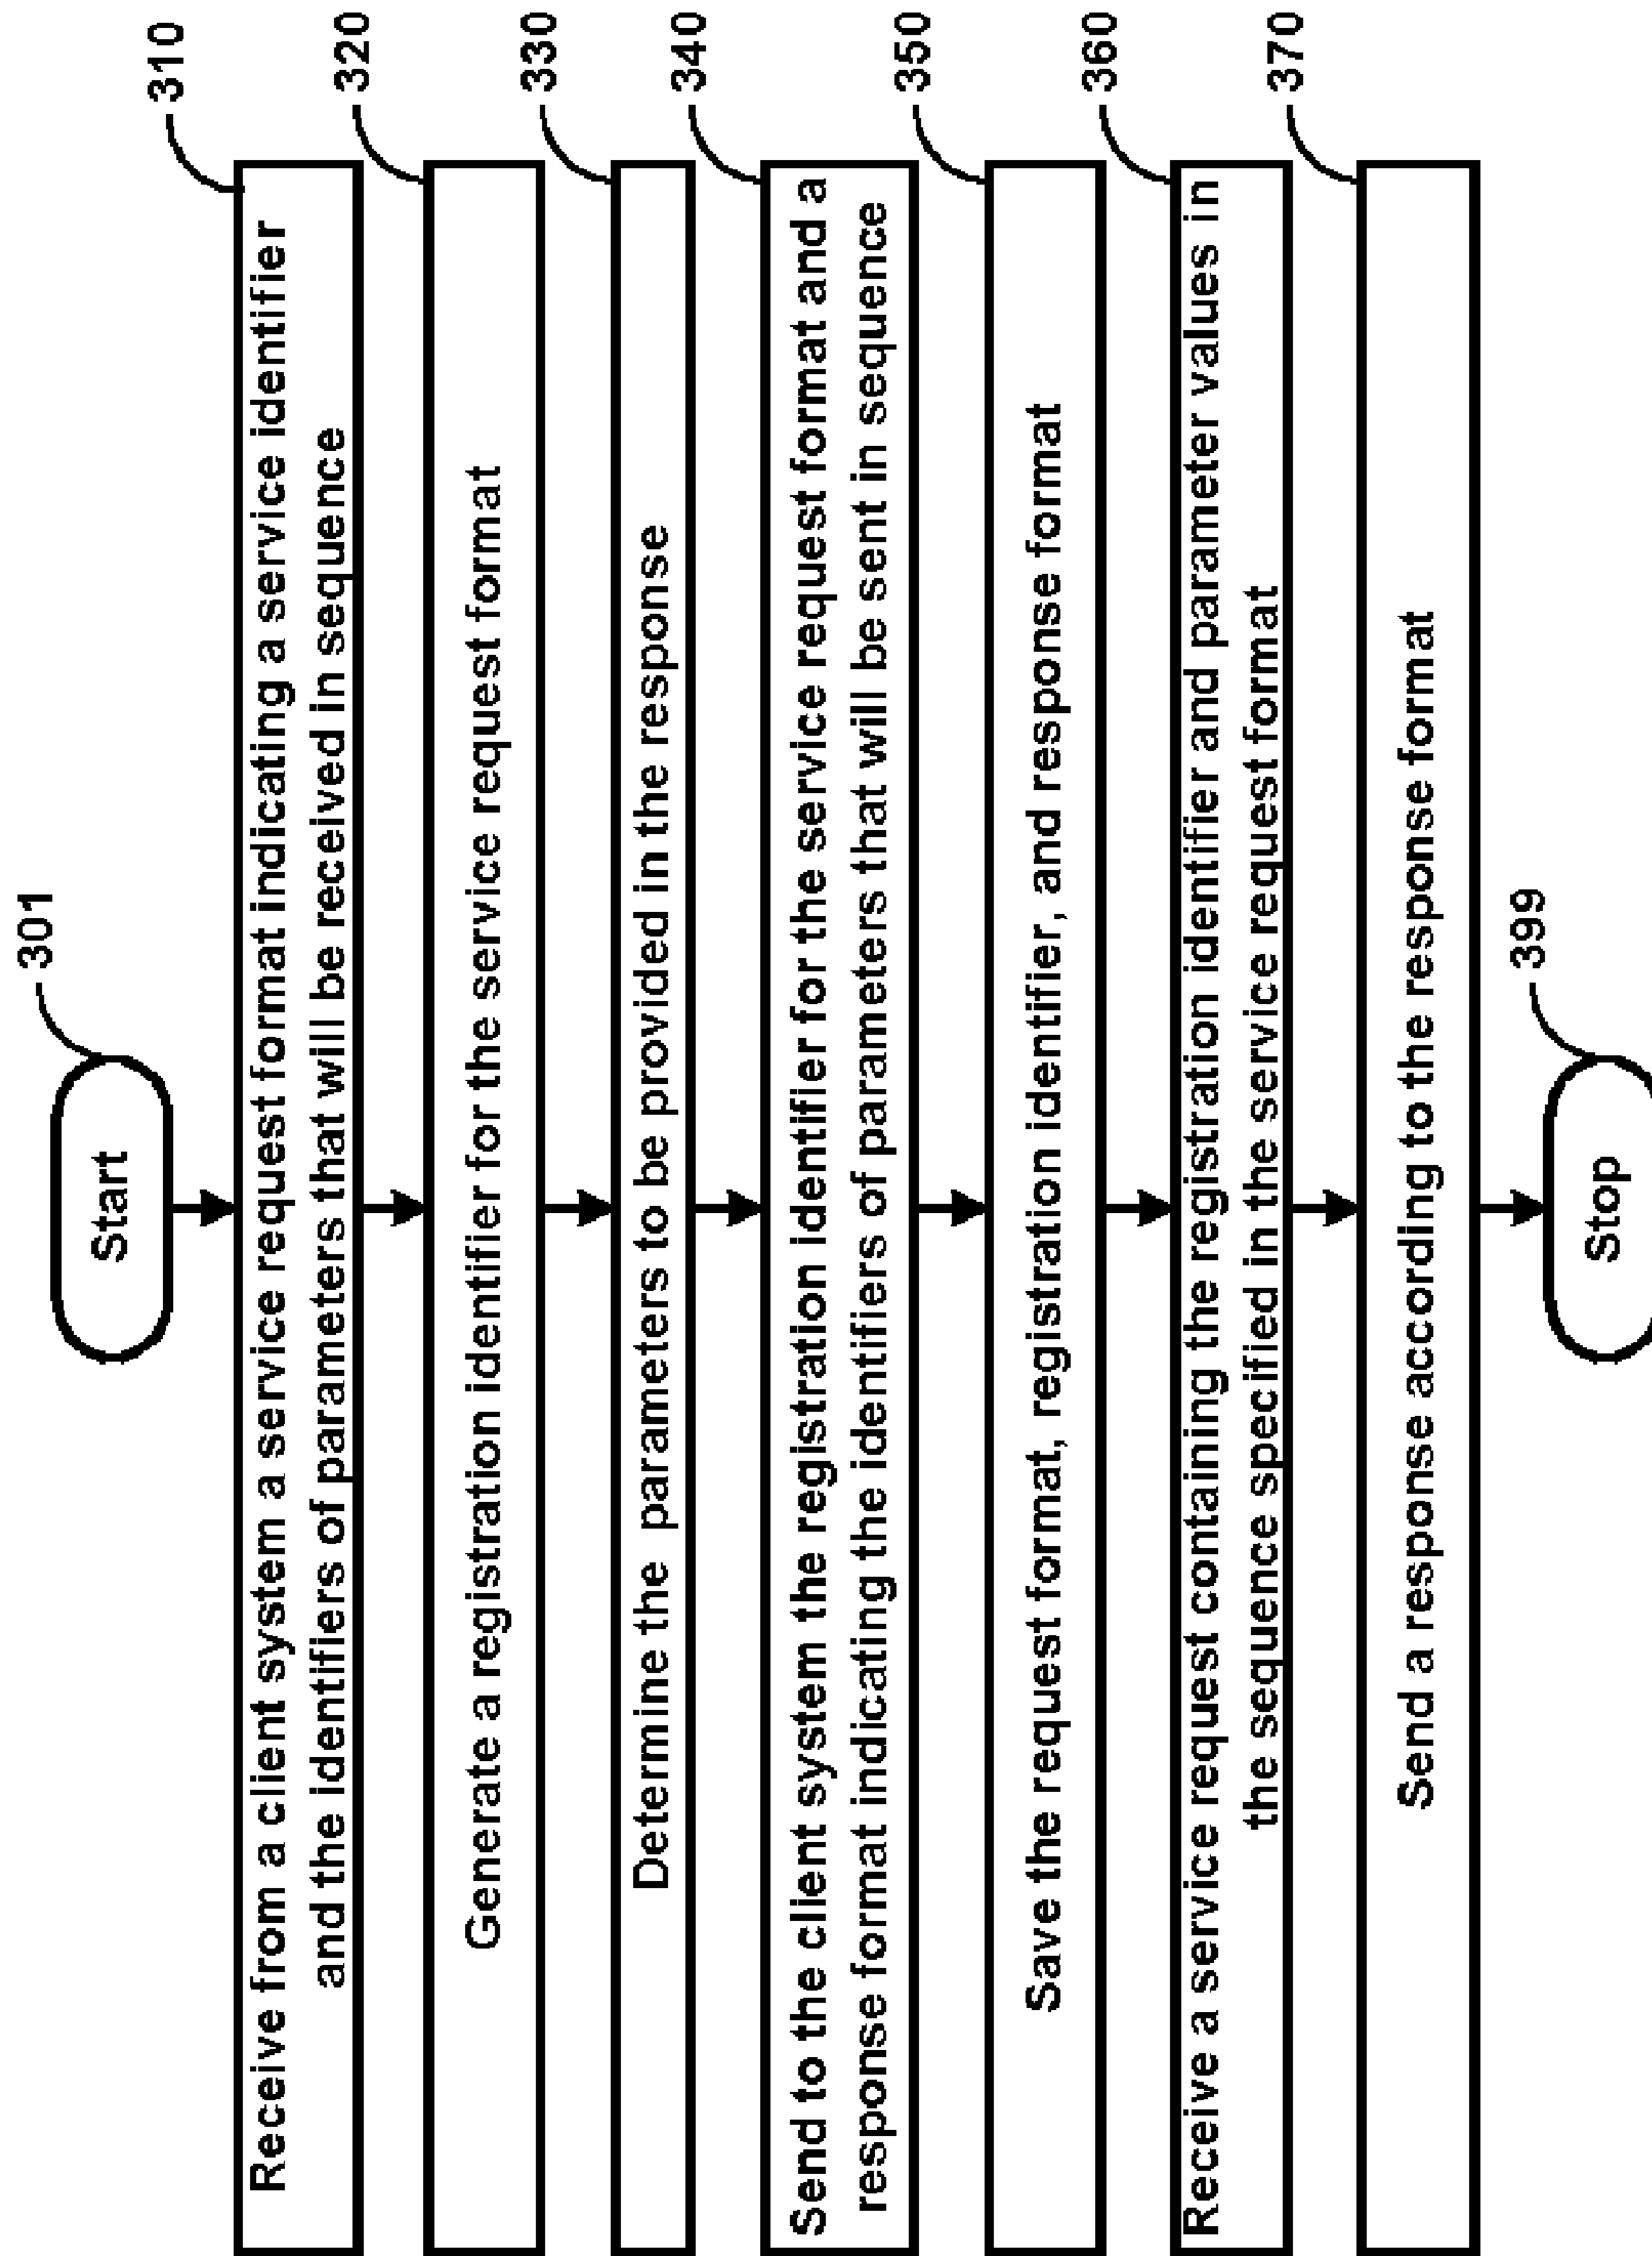 301
Start
310
Receive from a client system a service request format indicating a service identifier
and the identifiers of parameters that will be received in sequence
320
Generate a registration identifier for the service request format
330
Determine the parameters to be provided in the response
340
Send to the client system the registration identifier for the service request format and a
response format indicating the identifiers of parameters that will be sent in sequence
350
Save the request format, registration identifier, and response format
360
Receive a service request containing the registration identifier and parameter values in
the sequence specified in the service request format
370
Send a response according to the response format
399
Stop